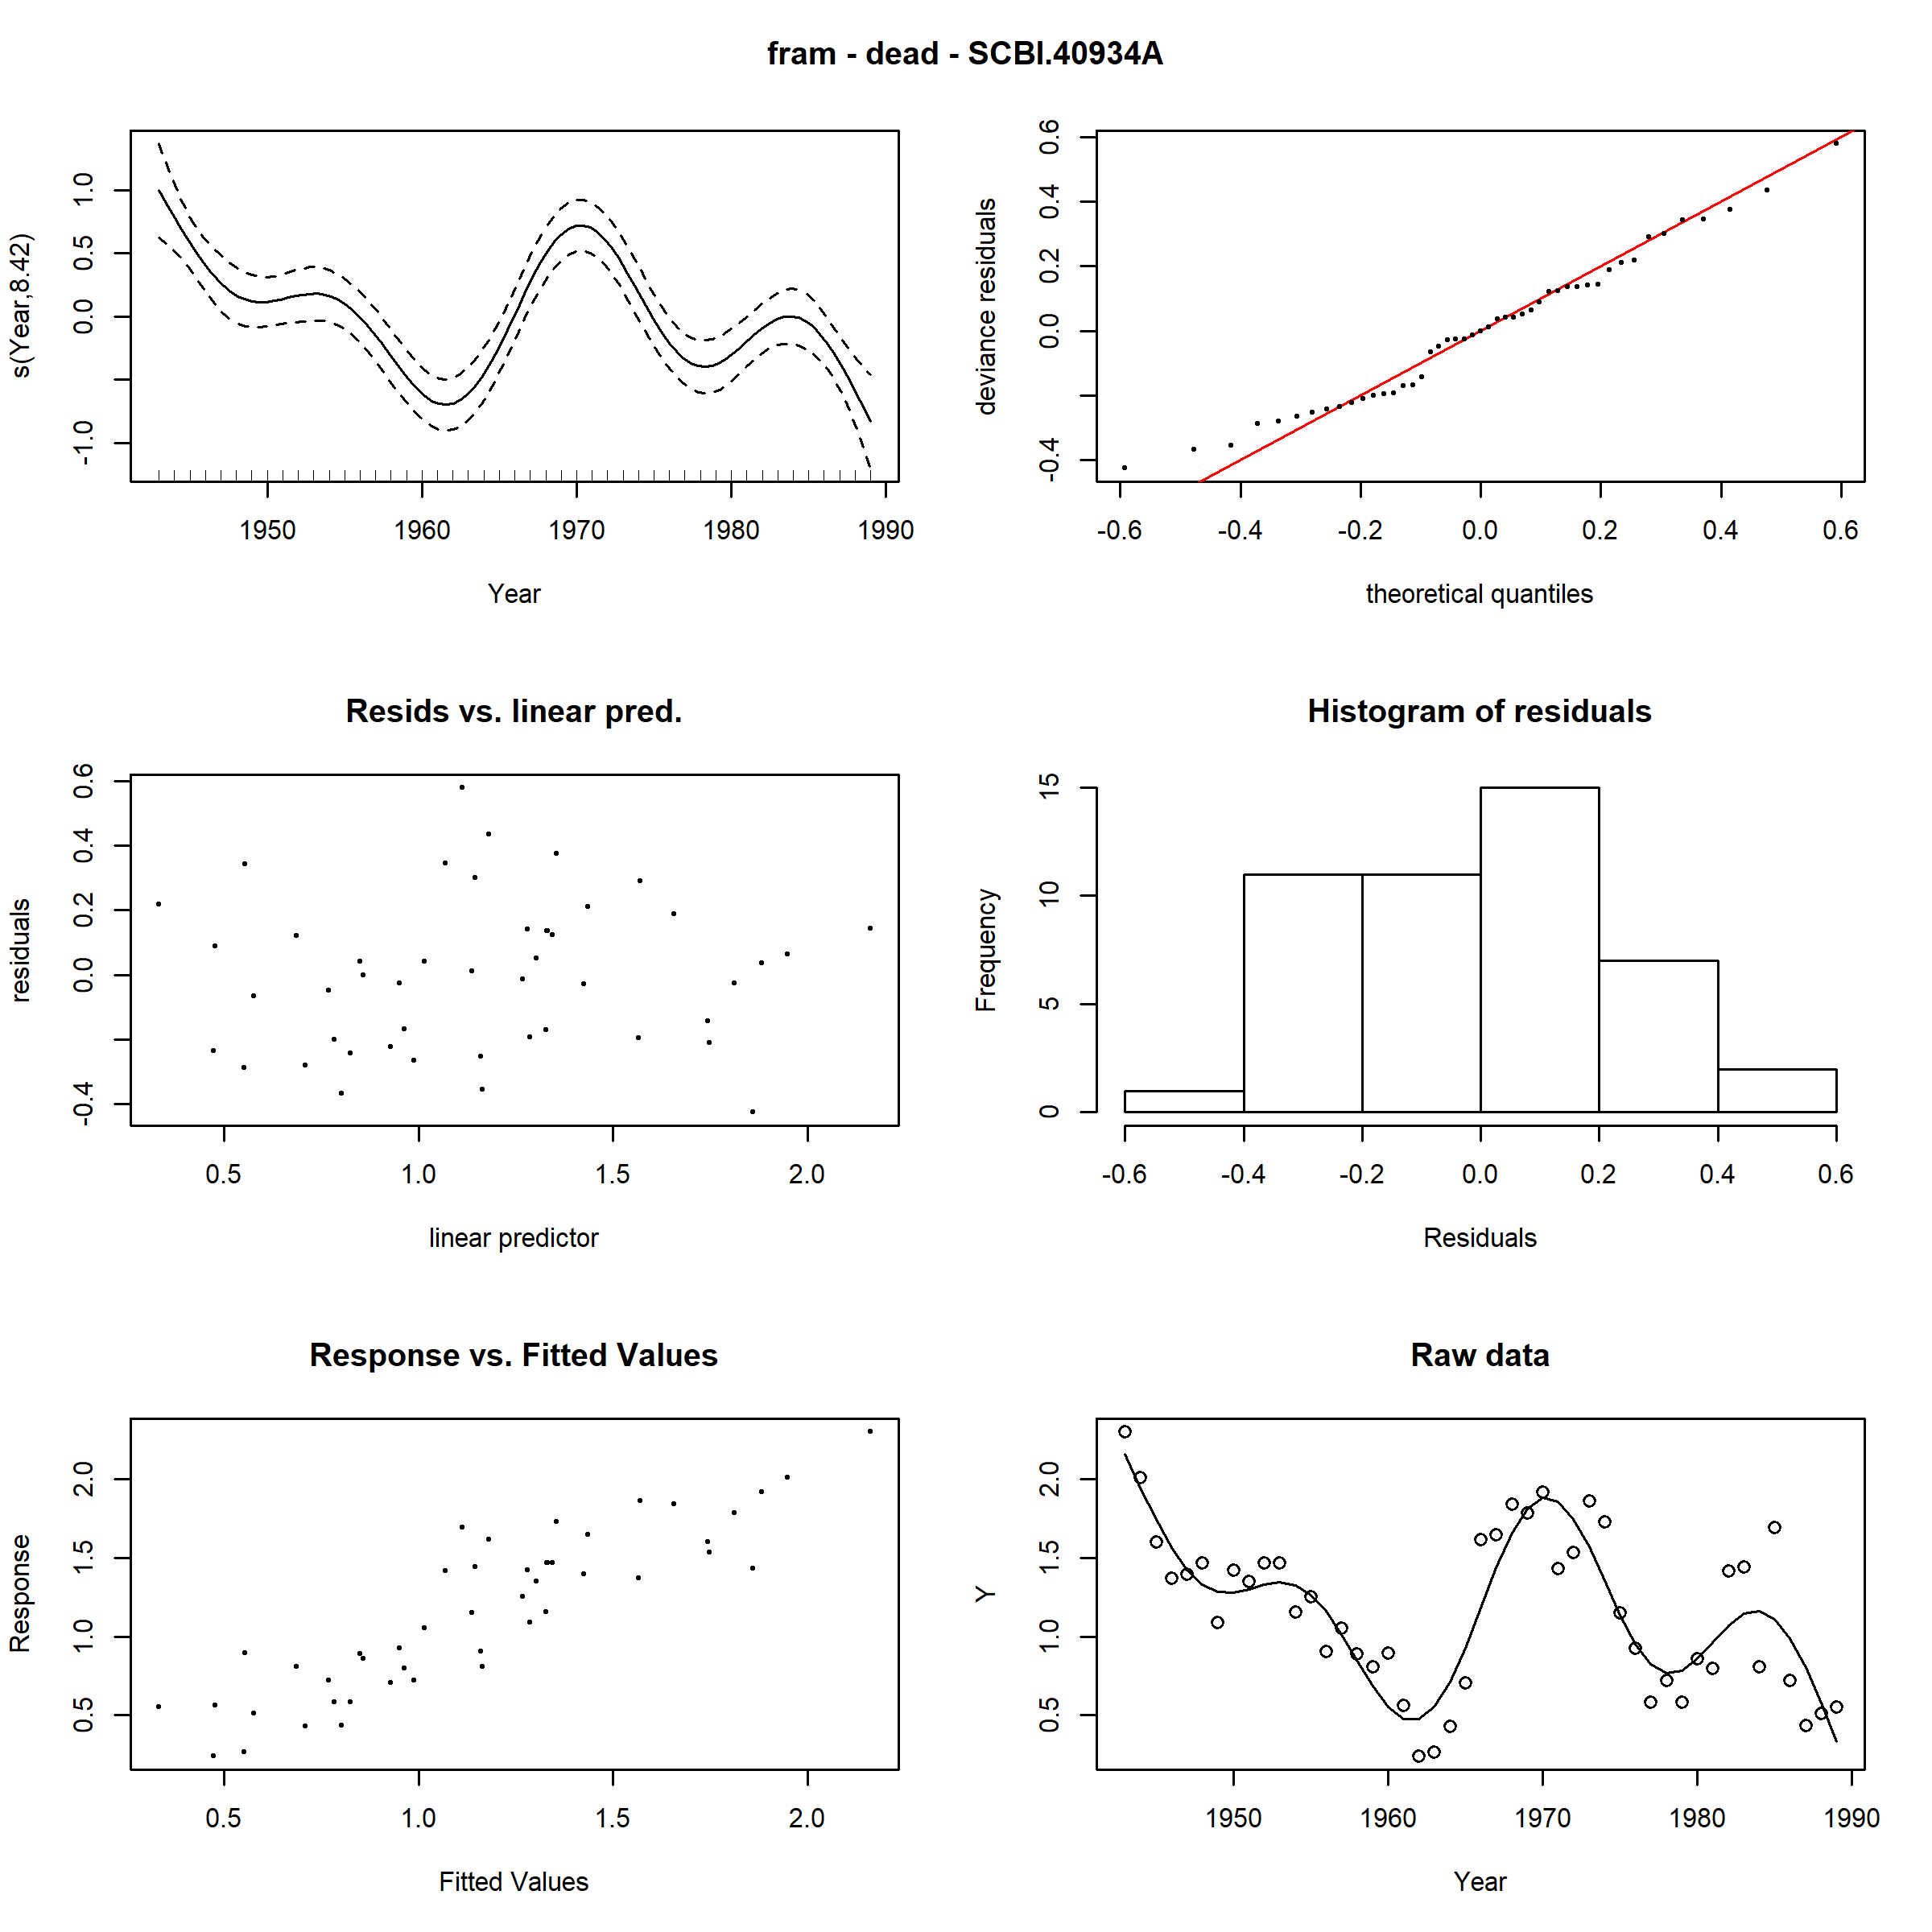 fram - dead - SCBI.40934A
s(Year,8.42)
-1.0 0.0 0.5 1.0
1950 1960 1970 1980 1990
Year
deviance residuals
-0.4 0.0 0.2 0.4 0.6
-0.6 -0.4 -0.2 0.0 0.2 0.4 0.6
theoretical quantiles
Resids vs. linear pred.
residuals
-0.4 0.0 0.2 0.4 0.6
0.5 1.0 1.5 2.0
linear predictor
Histogram of residuals
Frequency
0 5 10 15
-0.6 -0.4 -0.2 0.0 0.2 0.4 0.6
Residuals
Response vs. Fitted Values
Response
0.5 1.0 1.5 2.0
0.5 1.0 1.5 2.0
Fitted Values
Raw data
Y
0.5 1.0 1.5 2.0
1950 1960 1970 1980 1990
Year